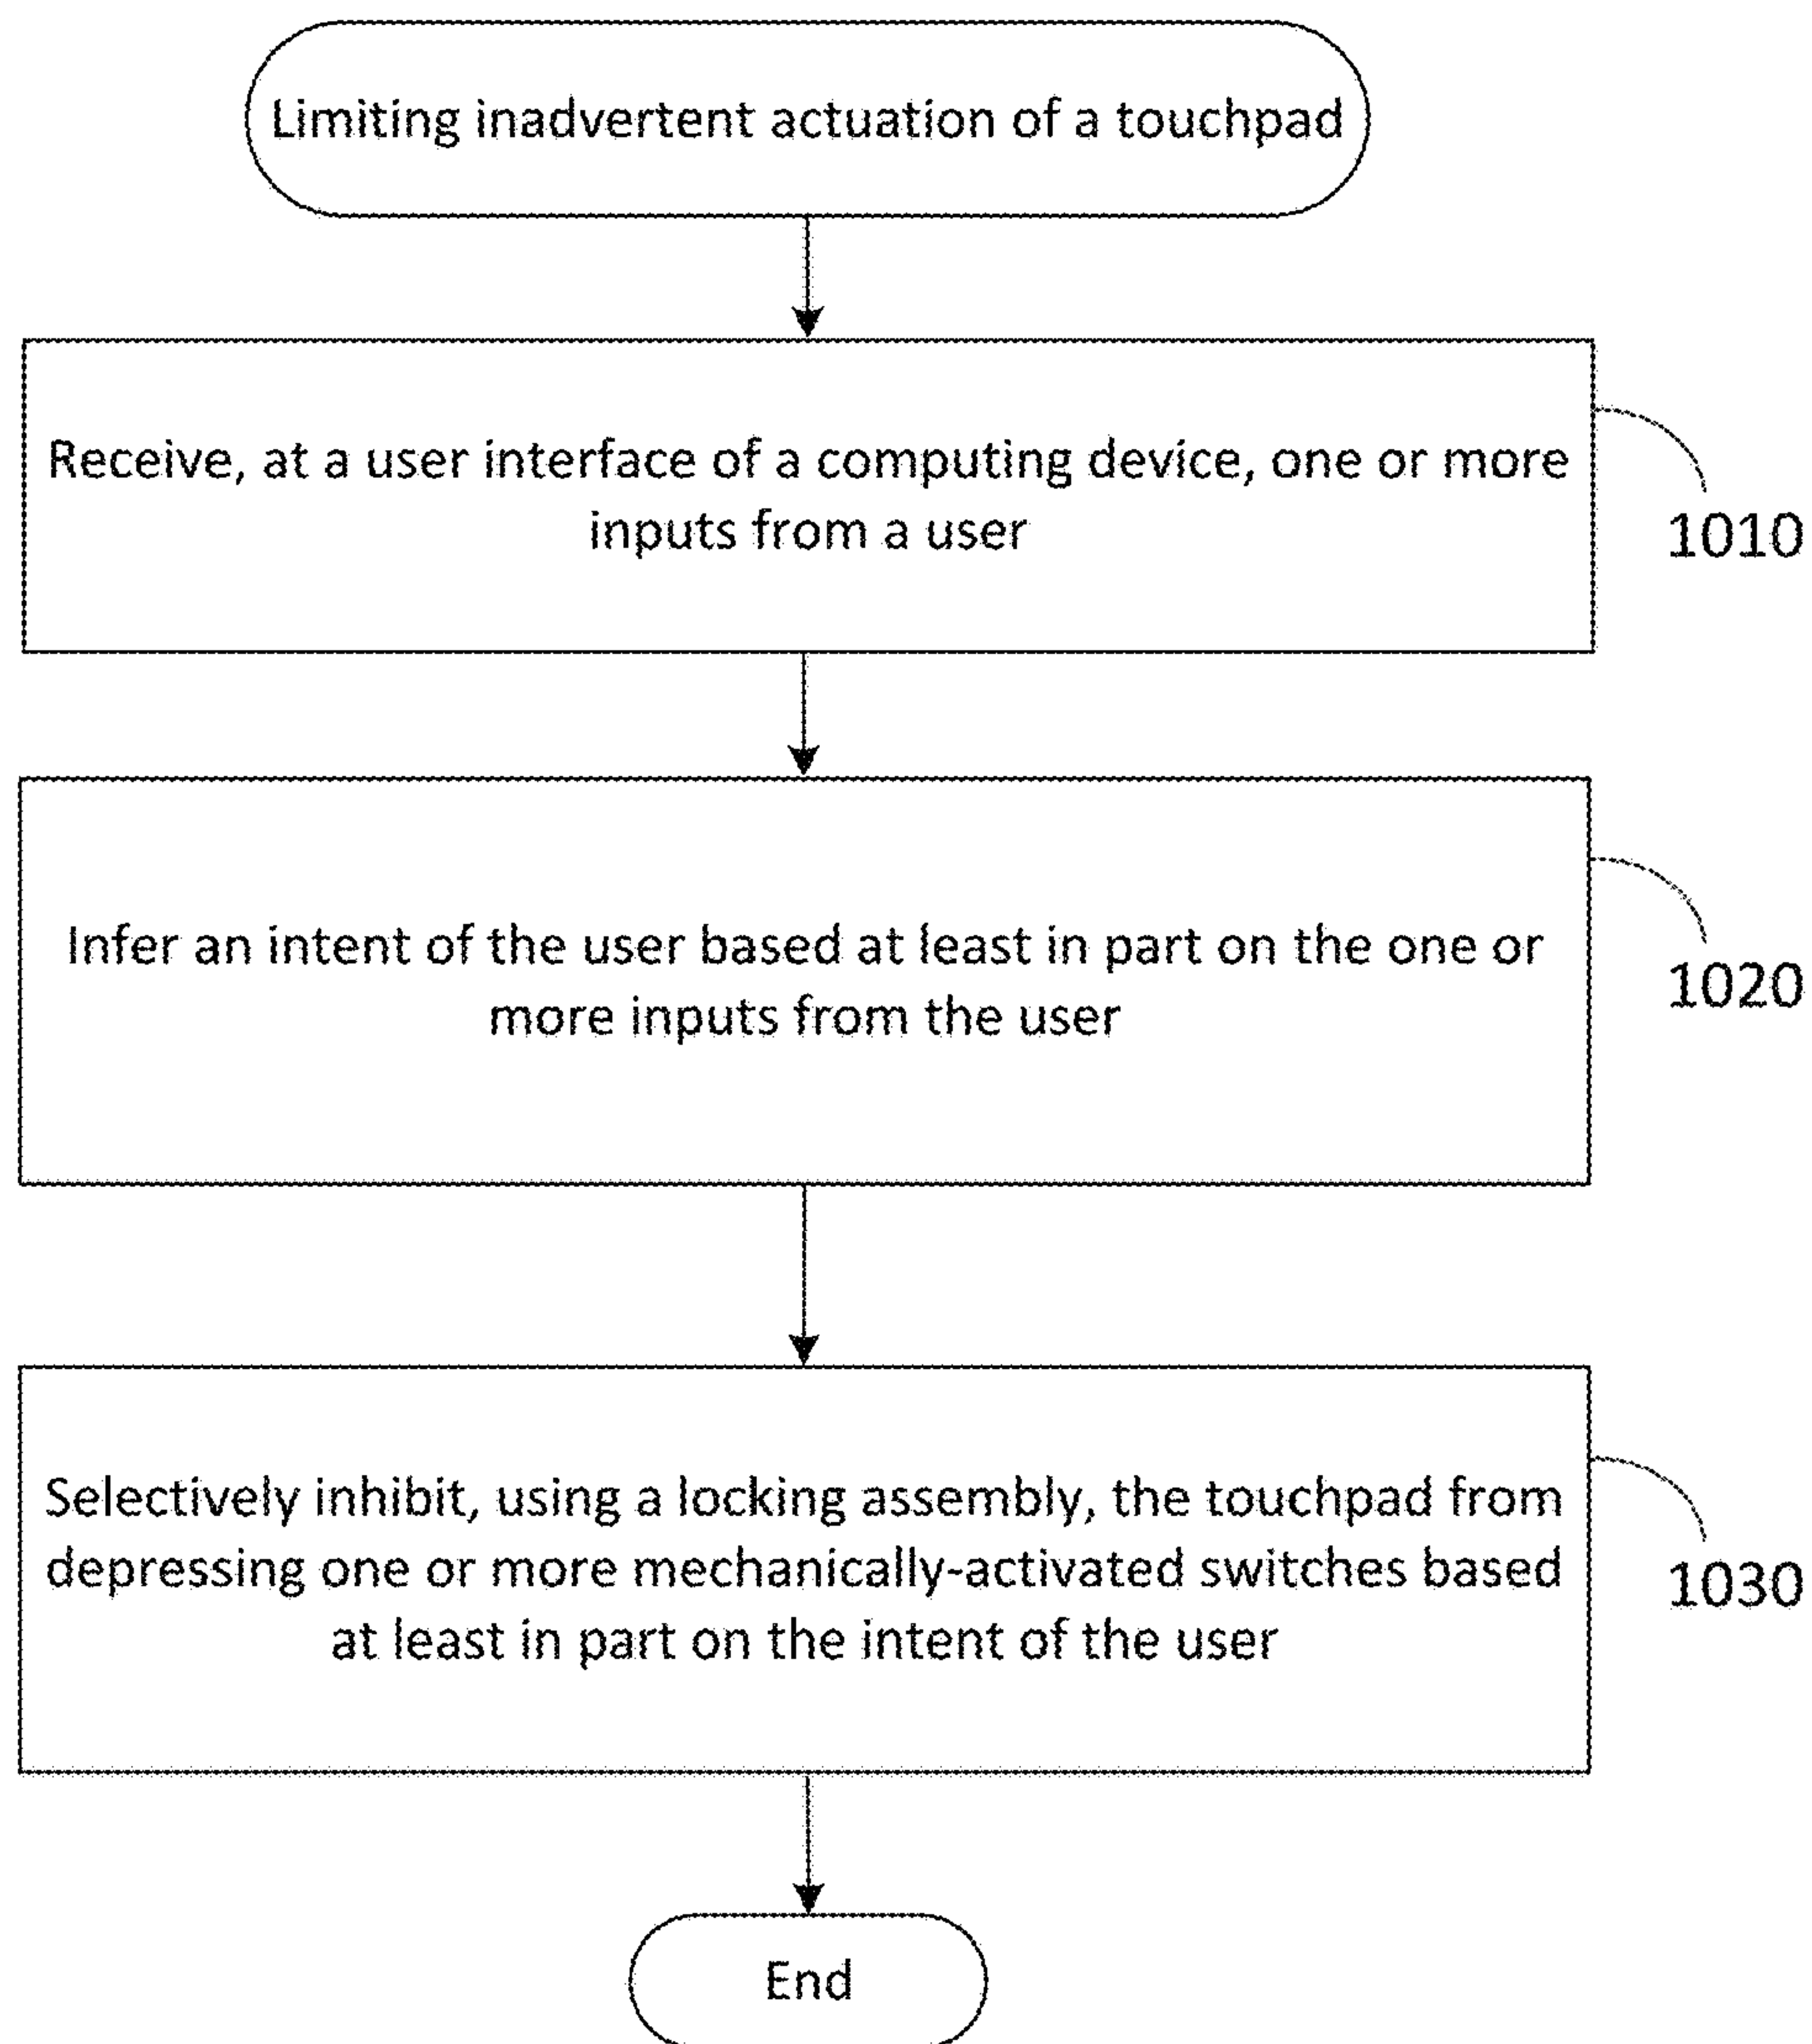 Limiting inadvertent actuation of a touchpad
Receive, at a user interface of a computing device, one or more
inputs from a user
1010
Infer an intent of the user based at least in part on the one or
more inputs from the user
1020
Selectively inhibit, using a locking assembly, the touchpad from
depressing one or more mechanically-activated switches based
at least in part on the intent of the user
1030
End